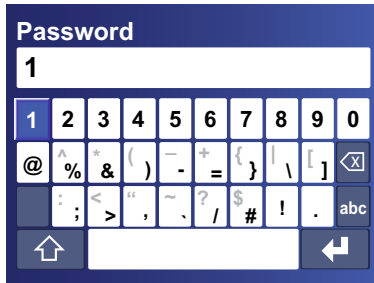 Password
1
1 2 3 4 5 6 7 8 9 0
@ ^ % * & ( ) — - + = { } | \ [ ]
: ; < > “ , ~ ` ? / $ # ! . abc